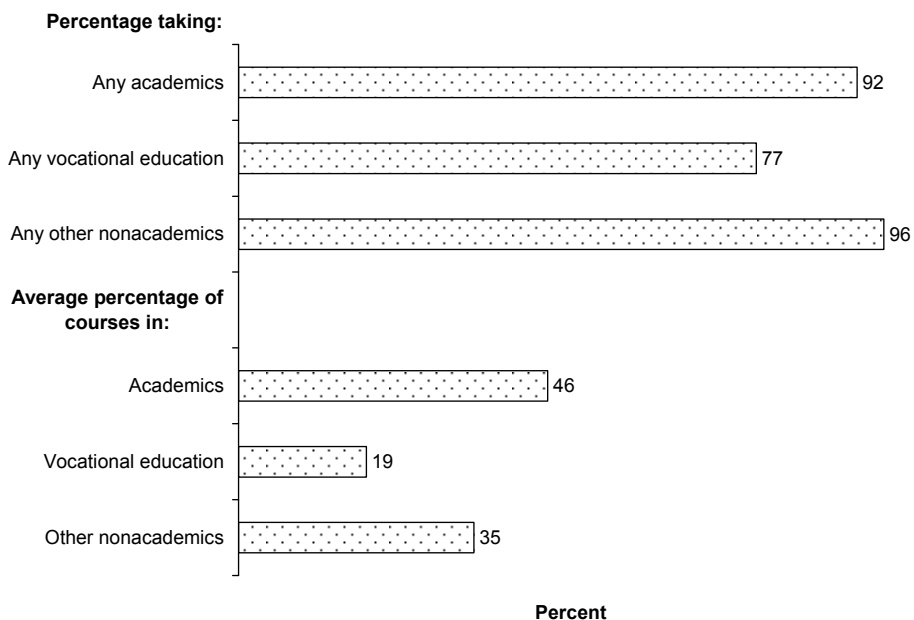 Percentage taking:
Any academics 92
Any vocational education 77
Any other nonacademics 96
Average percentage of
courses in:
Academics 46
Vocational education 19
Other nonacademics 35
Percent